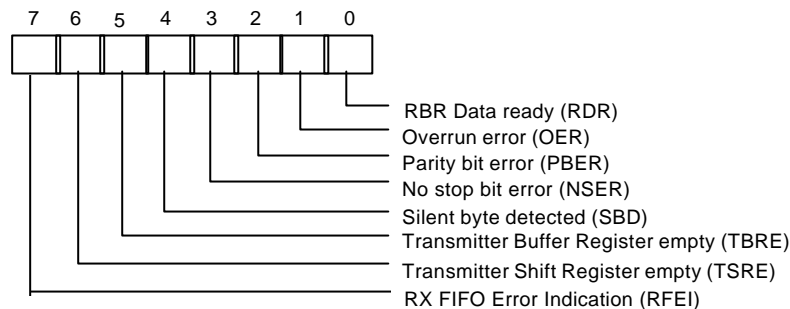 7 6 5 4 3 2 1 0
RBR Data ready (RDR)
Overrun error (OER)
Parity bit error (PBER)
No stop bit error (NSER)
Silent byte detected (SBD)
Transmitter Buffer Register empty (TBRE)
Transmitter Shift Register empty (TSRE)
RX FIFO Error Indication (RFEI)